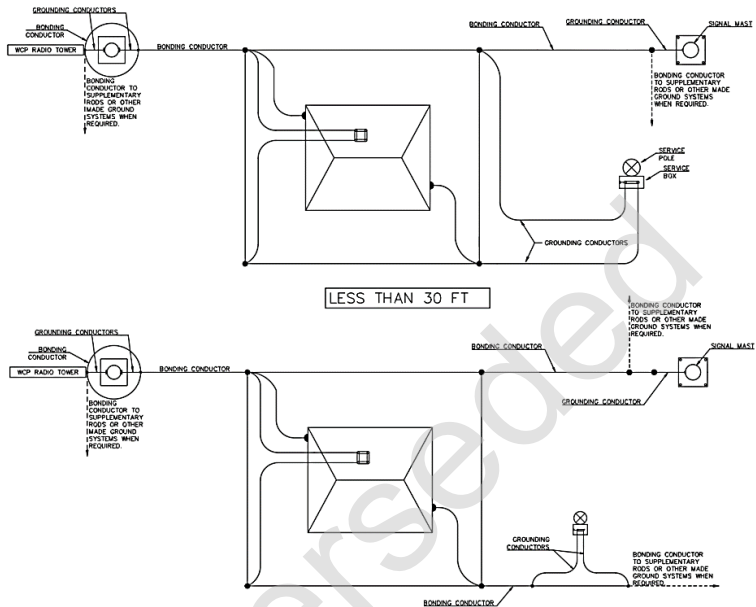 GROUNDING CONDUCTORS
BONDING
CONDUCTOR
WCP RADIO TOWER
BONDING CONDUCTOR
BONDING
CONDUCTOR TO
SUPPLEMENTARY
RODS OR OTHER
MADE GROUND
SYSTEMS WHEN
REQUIRED.
BONDING CONDUCTOR
GROUNDING CONDUCTOR
SIGNAL MAST
BONDING CONDUCTOR
TO SUPPLEMENTARY
RODS OR OTHER MADE
GROUND SYSTEMS
WHEN REQUIRED.
SERVICE
POLE
SERVICE
BOX
GROUNDING CONDUCTORS
LESS THAN 30 FT
GROUNDING CONDUCTORS
BONDING
CONDUCTOR
WCP RADIO TOWER
BONDING CONDUCTOR
BONDING
CONDUCTOR TO
SUPPLEMENTARY
RODS OR OTHER
MADE GROUND
SYSTEMS WHEN
REQUIRED.
BONDING CONDUCTOR
TO SUPPLEMENTARY
RODS OR OTHER MADE
GROUND SYSTEMS WHEN
REQUIRED.
BONDING CONDUCTOR
SIGNAL MAST
GROUNDING CONDUCTOR
GROUNDING
CONDUCTORS
BONDING CONDUCTOR
TO SUPPLEMENTARY
RODS OR OTHER MADE
GROUND SYSTEMS WHEN
REQUIRED
BONDING CONDUCTOR
erseded